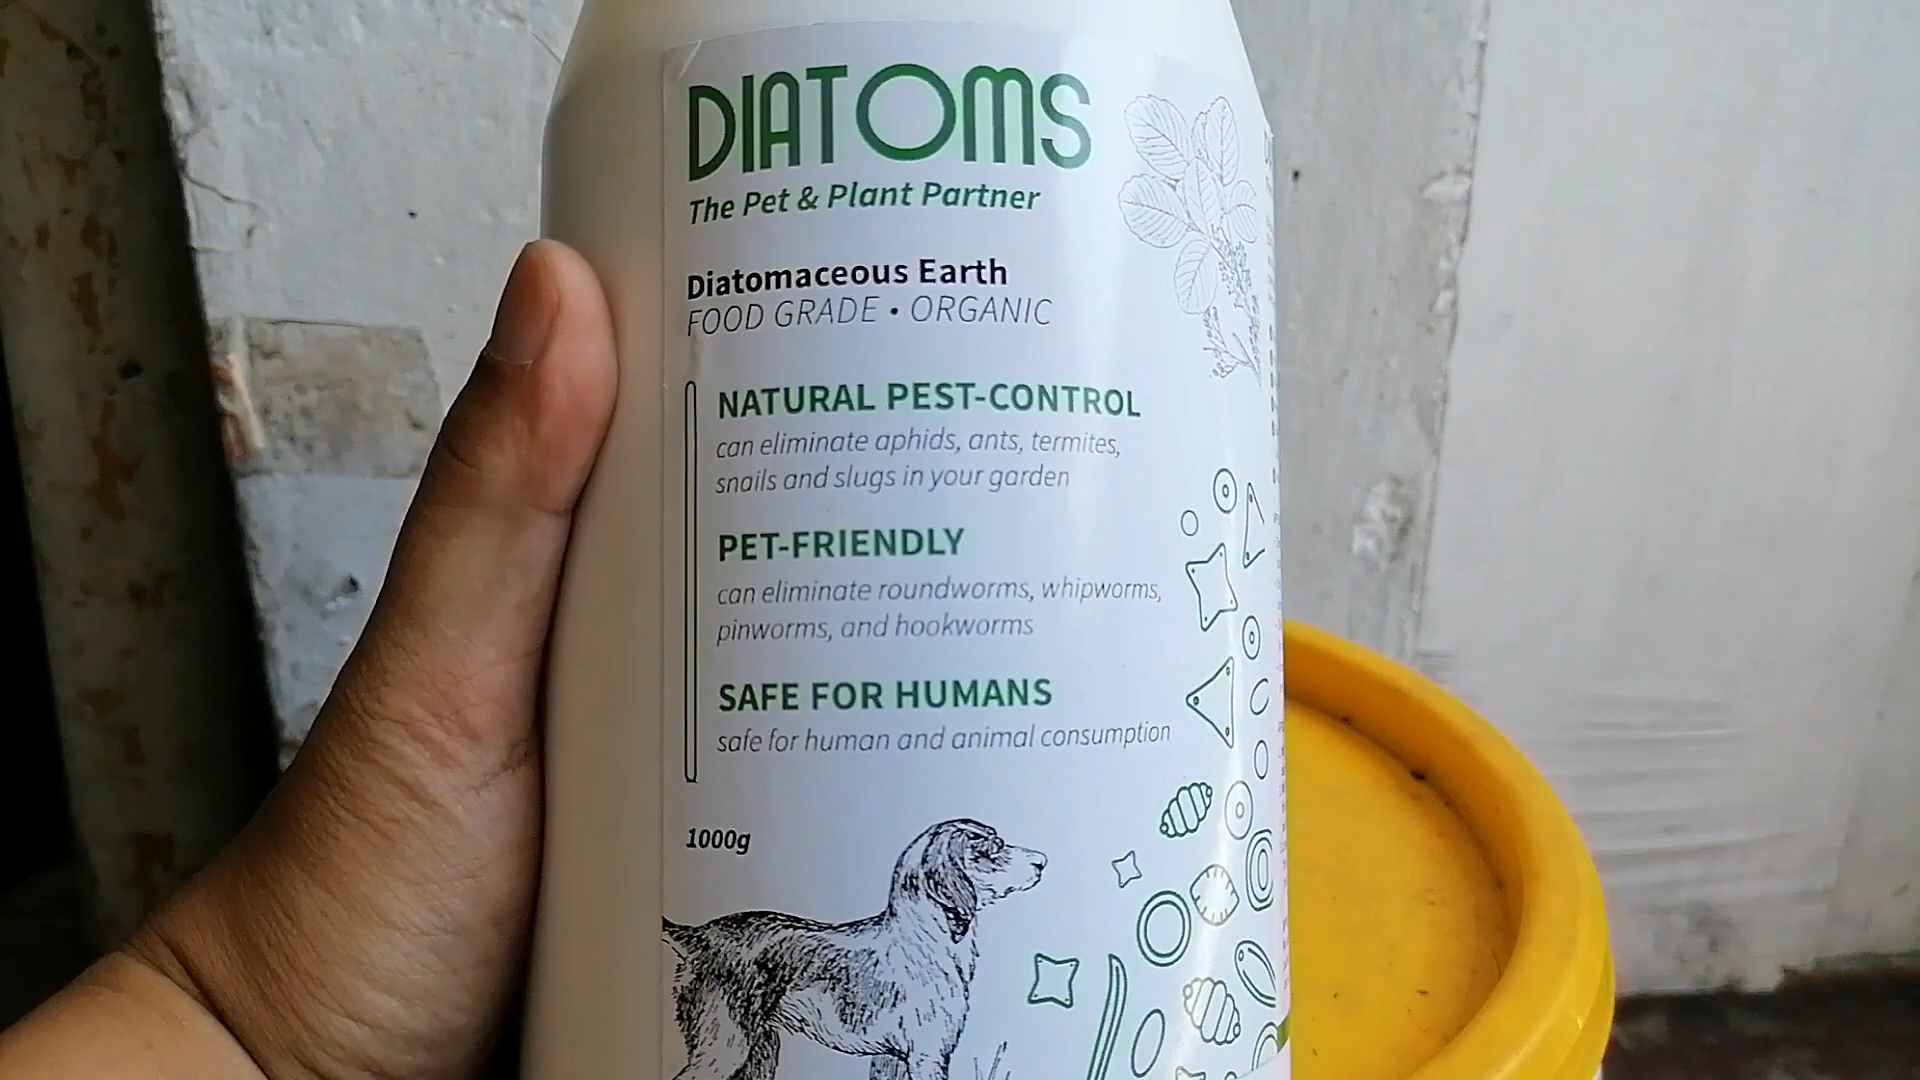 DIATOMS
The Pet & Plant Partner
Diatomaceous Earth
FOOD GRADE • ORGANIC
NATURAL PEST-CONTROL
can eliminate aphids, ants, termites,
snails and slugs in your garden
PET-FRIENDLY
can eliminate roundworms, whipworms,
pinworms, and hookworms
SAFE FOR HUMANS
safe for human and animal consumption
1000g